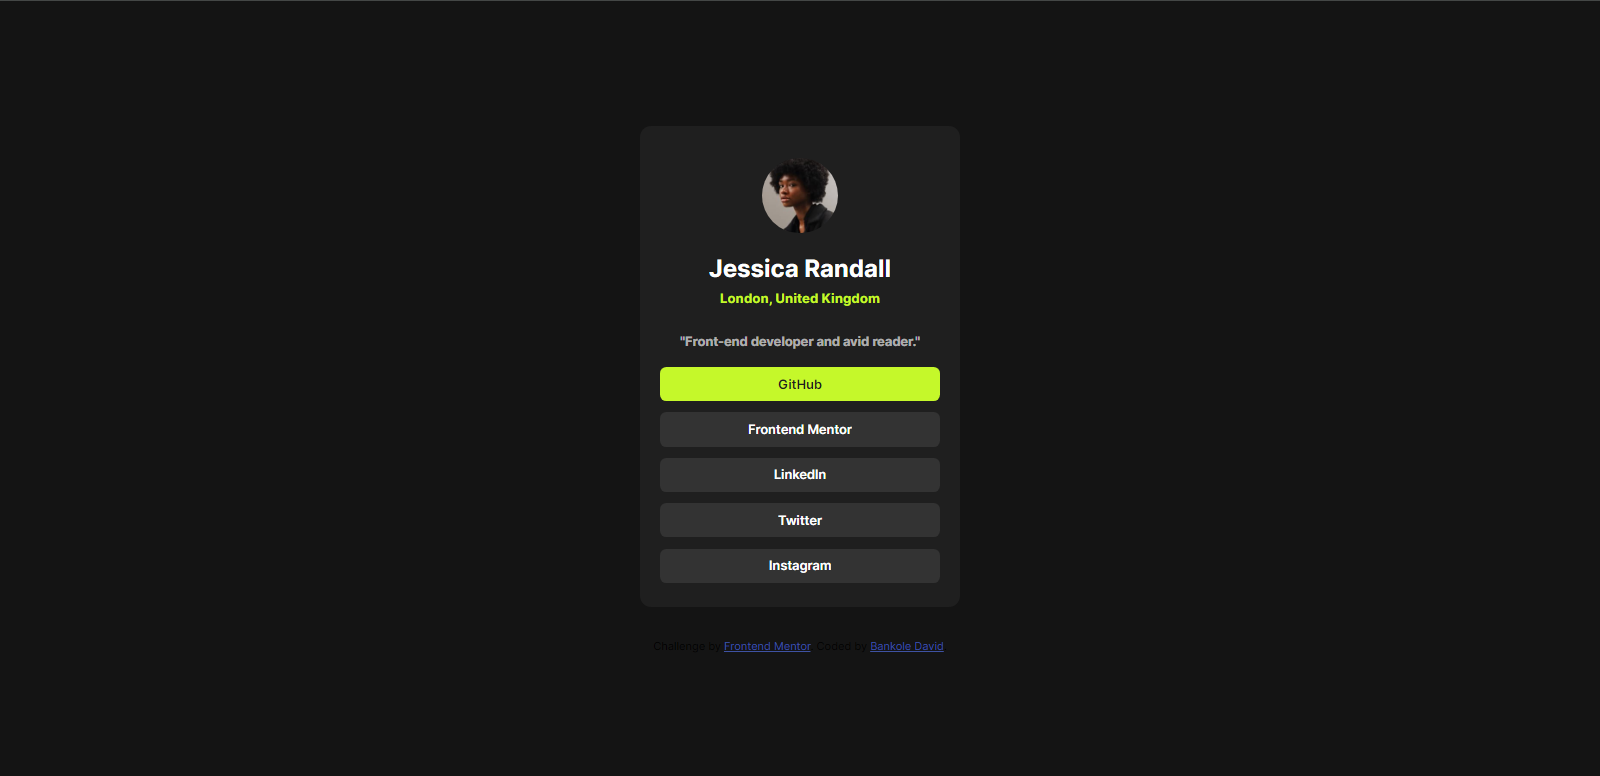 Jessica Randall
London, United Kingdom
"Front-end developer and avid reader."
GitHub
Frontend Mentor
LinkedIn
Twitter
Instagram
Challenge by Frontend Mentor. Coded by Bankole David